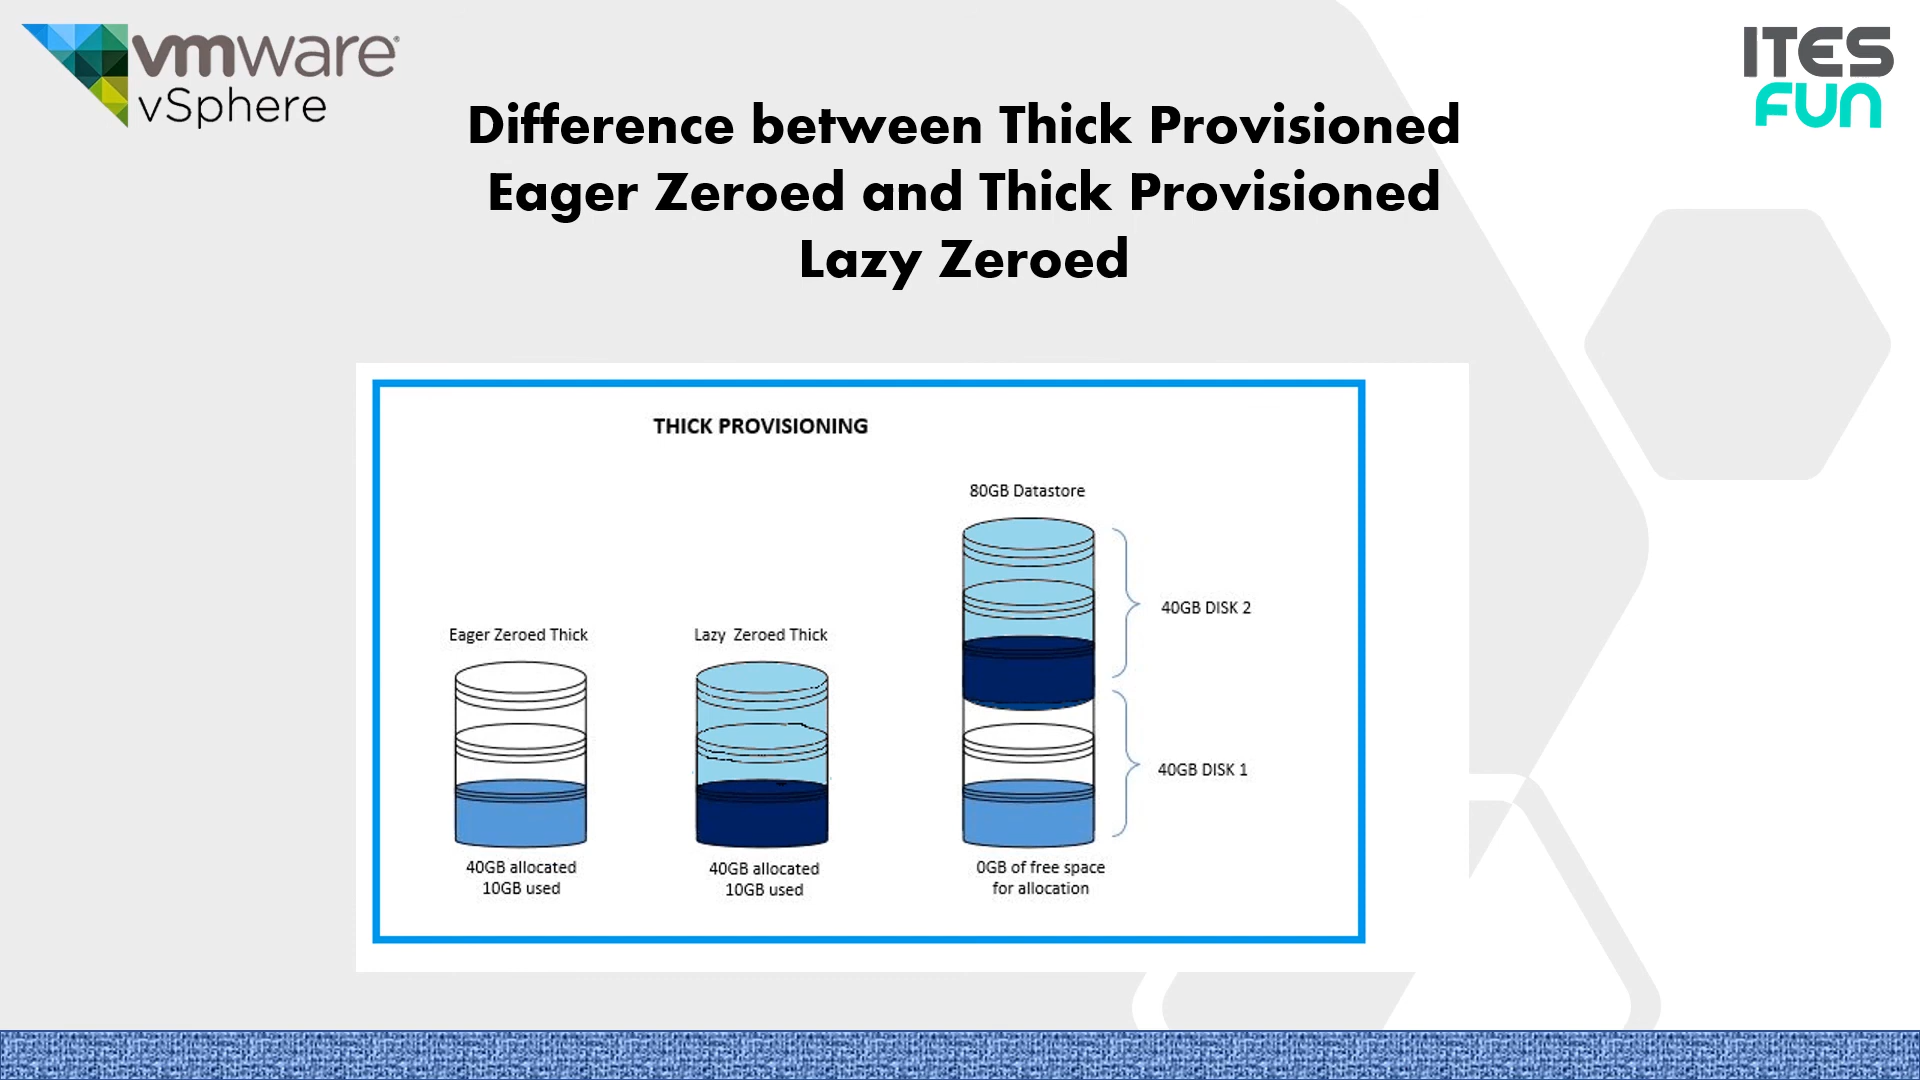 vmware®
vSphere
ITES
FUN
Difference between Thick Provisioned
Eager Zeroed and Thick Provisioned
Lazy Zeroed
THICK PROVISIONING
80GB Datastore
40GB DISK 2
Eager Zeroed Thick
Lazy Zeroed Thick
40GB DISK 1
40GB allocated
10GB used
40GB allocated
10GB used
0GB of free space
for allocation